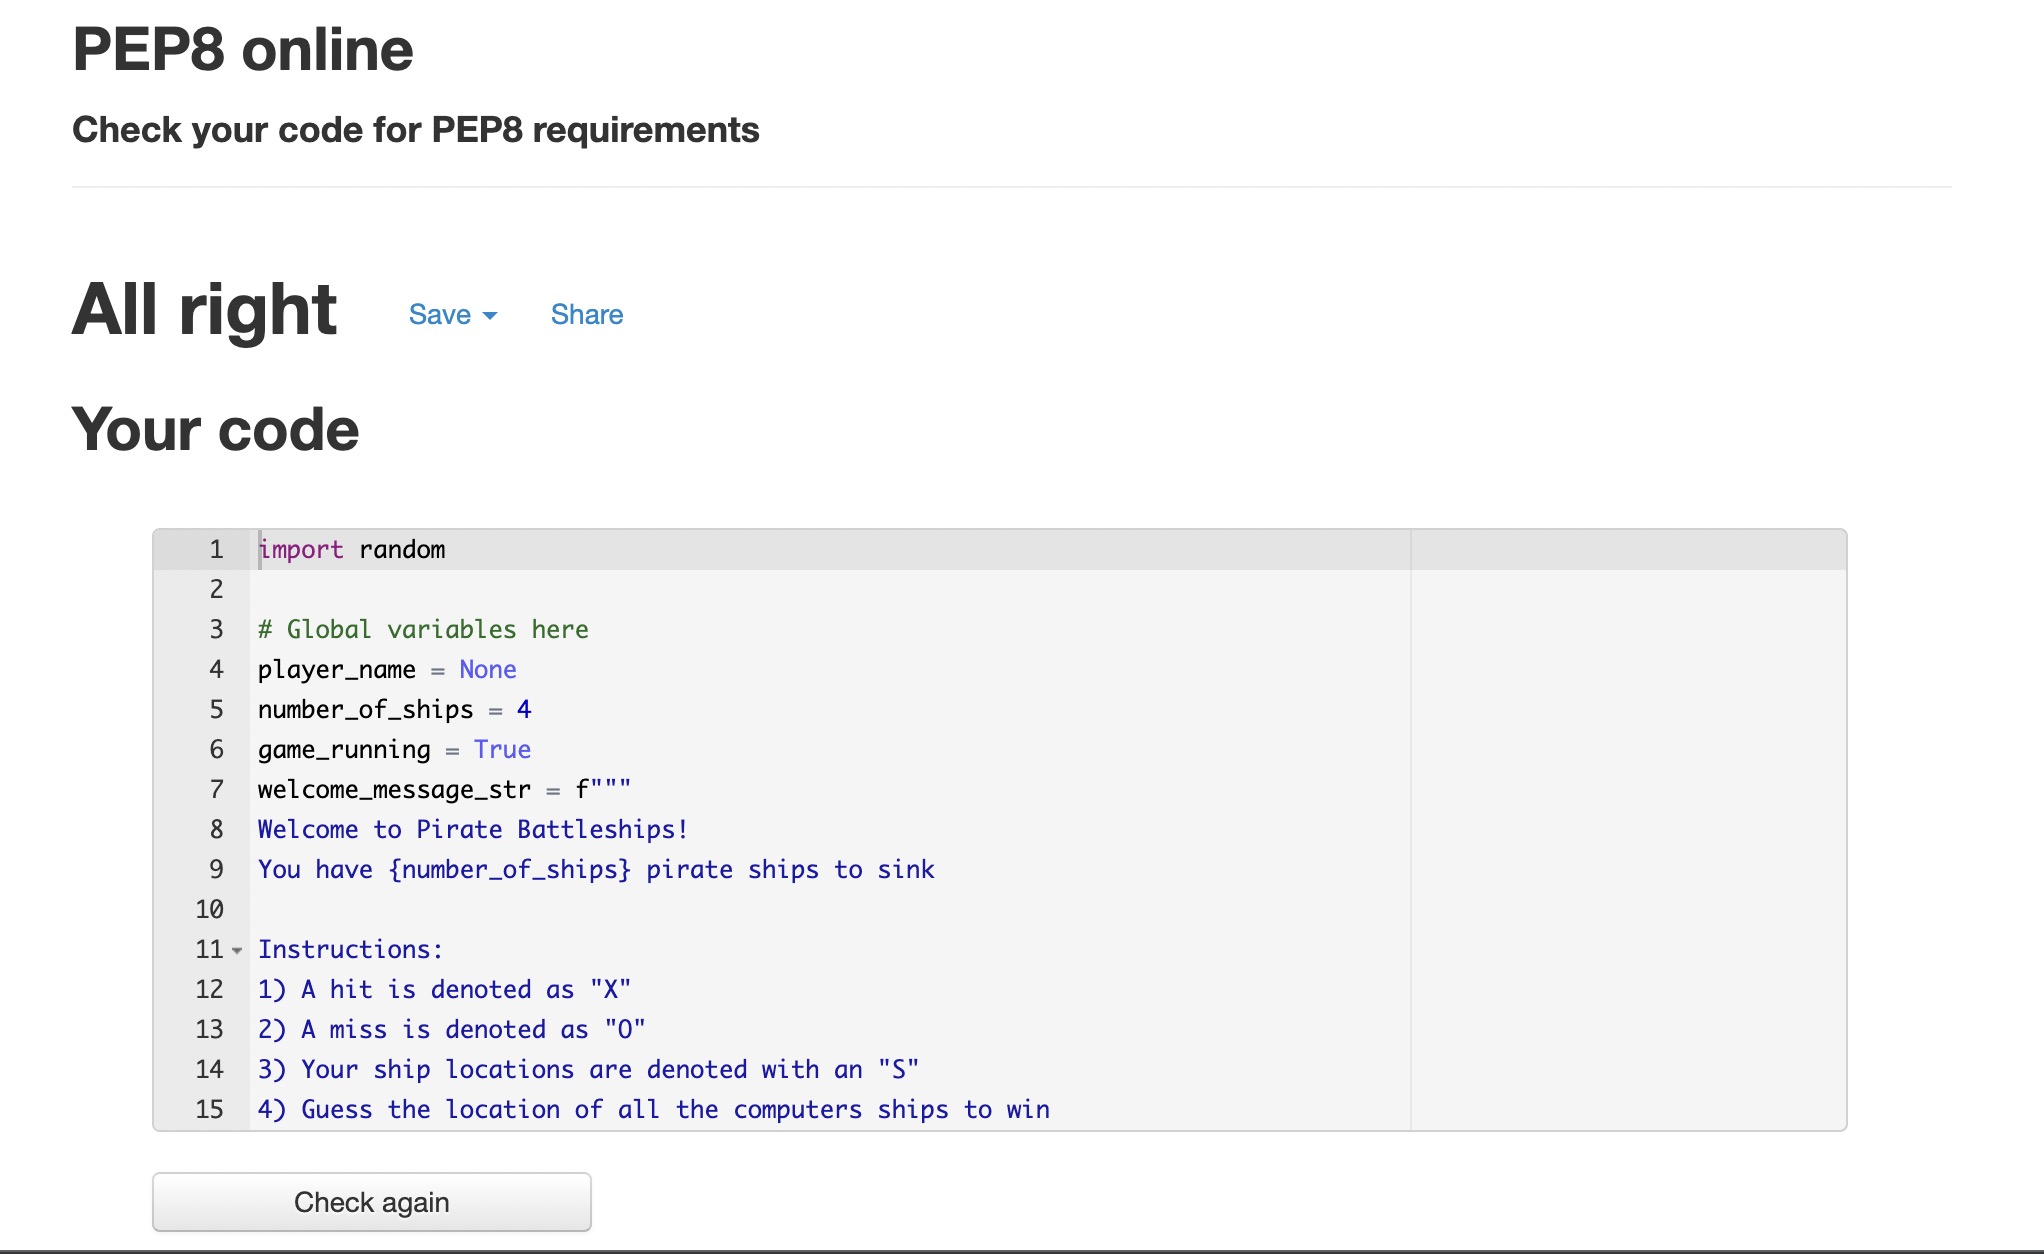 PEP8 online
Check your code for PEP8 requirements
All right Save Share
Your code
1 import random
2
3 # Global variables here
4 player_name = None
5 number_of_ships = 4
6 game_running = True
7 welcome_message_str = f"""
8 Welcome to Pirate Battleships!
9 You have {number_of_ships} pirate ships to sink
10
11 Instructions:
12 1) A hit is denoted as "X"
13 2) A miss is denoted as "O"
14 3) Your ship locations are denoted with an "S"
15 4) Guess the location of all the computers ships to win
Check again